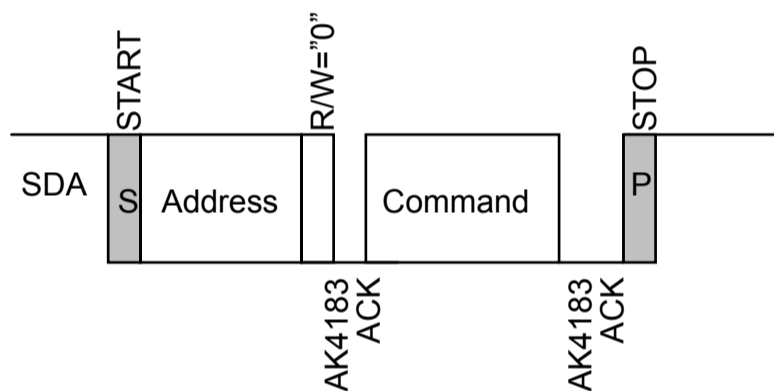 START
R/W=”0”
STOP
SDA
S
Address
Command
P
AK4183
ACK
AK4183
ACK